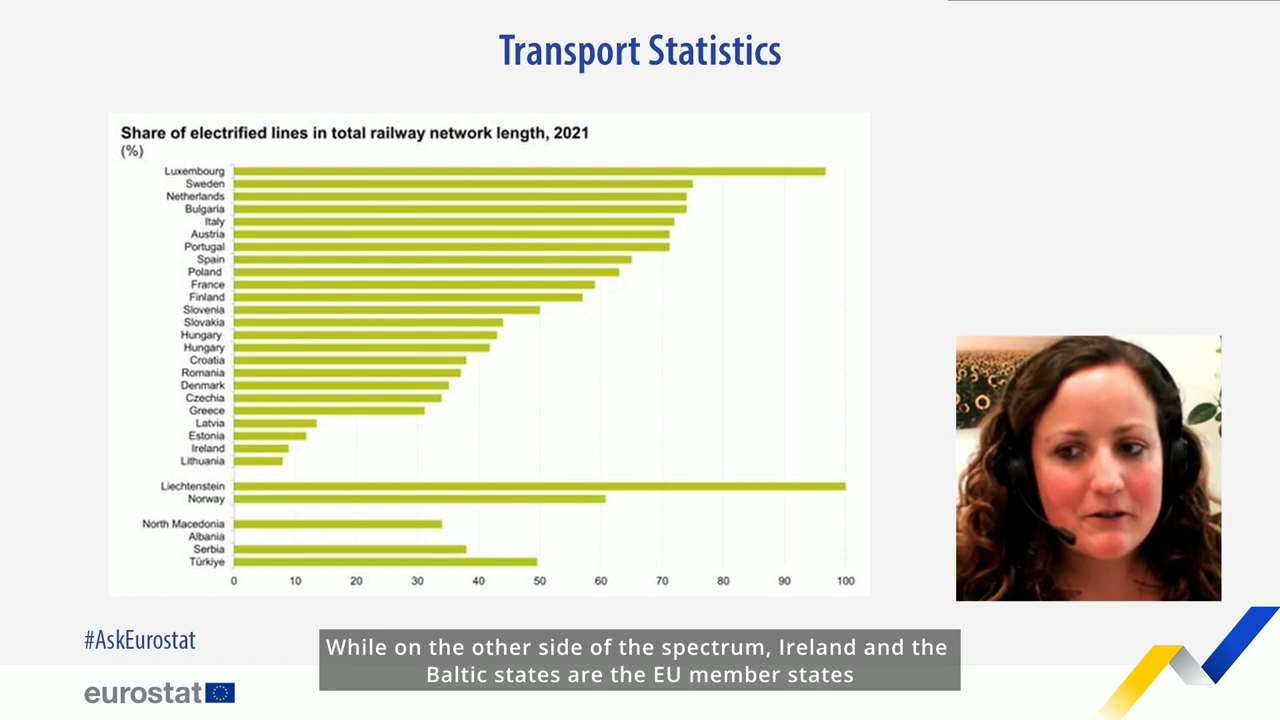 Transport Statistics
Share of electrified lines in total railway network length, 2021
(%)
Luxembourg
Sweden
Netherlands
Bulgaria
Italy
Austria
Portugal
Spain
Poland
France
Finland
Slovenia
Slovakia
Hungary
Hungary
Croatia
Romania
Denmark
Czechia
Greece
Latvia
Estonia
Ireland
Lithuania
Liechtenstein
Norway
North Macedonia
Albania
Serbia
Türkiye
0 10 20 30 40 50 60 70 80 90 100
#AskEurostat
While on the other side of the spectrum, Ireland and the
Baltic states are the EU member states
eurostat